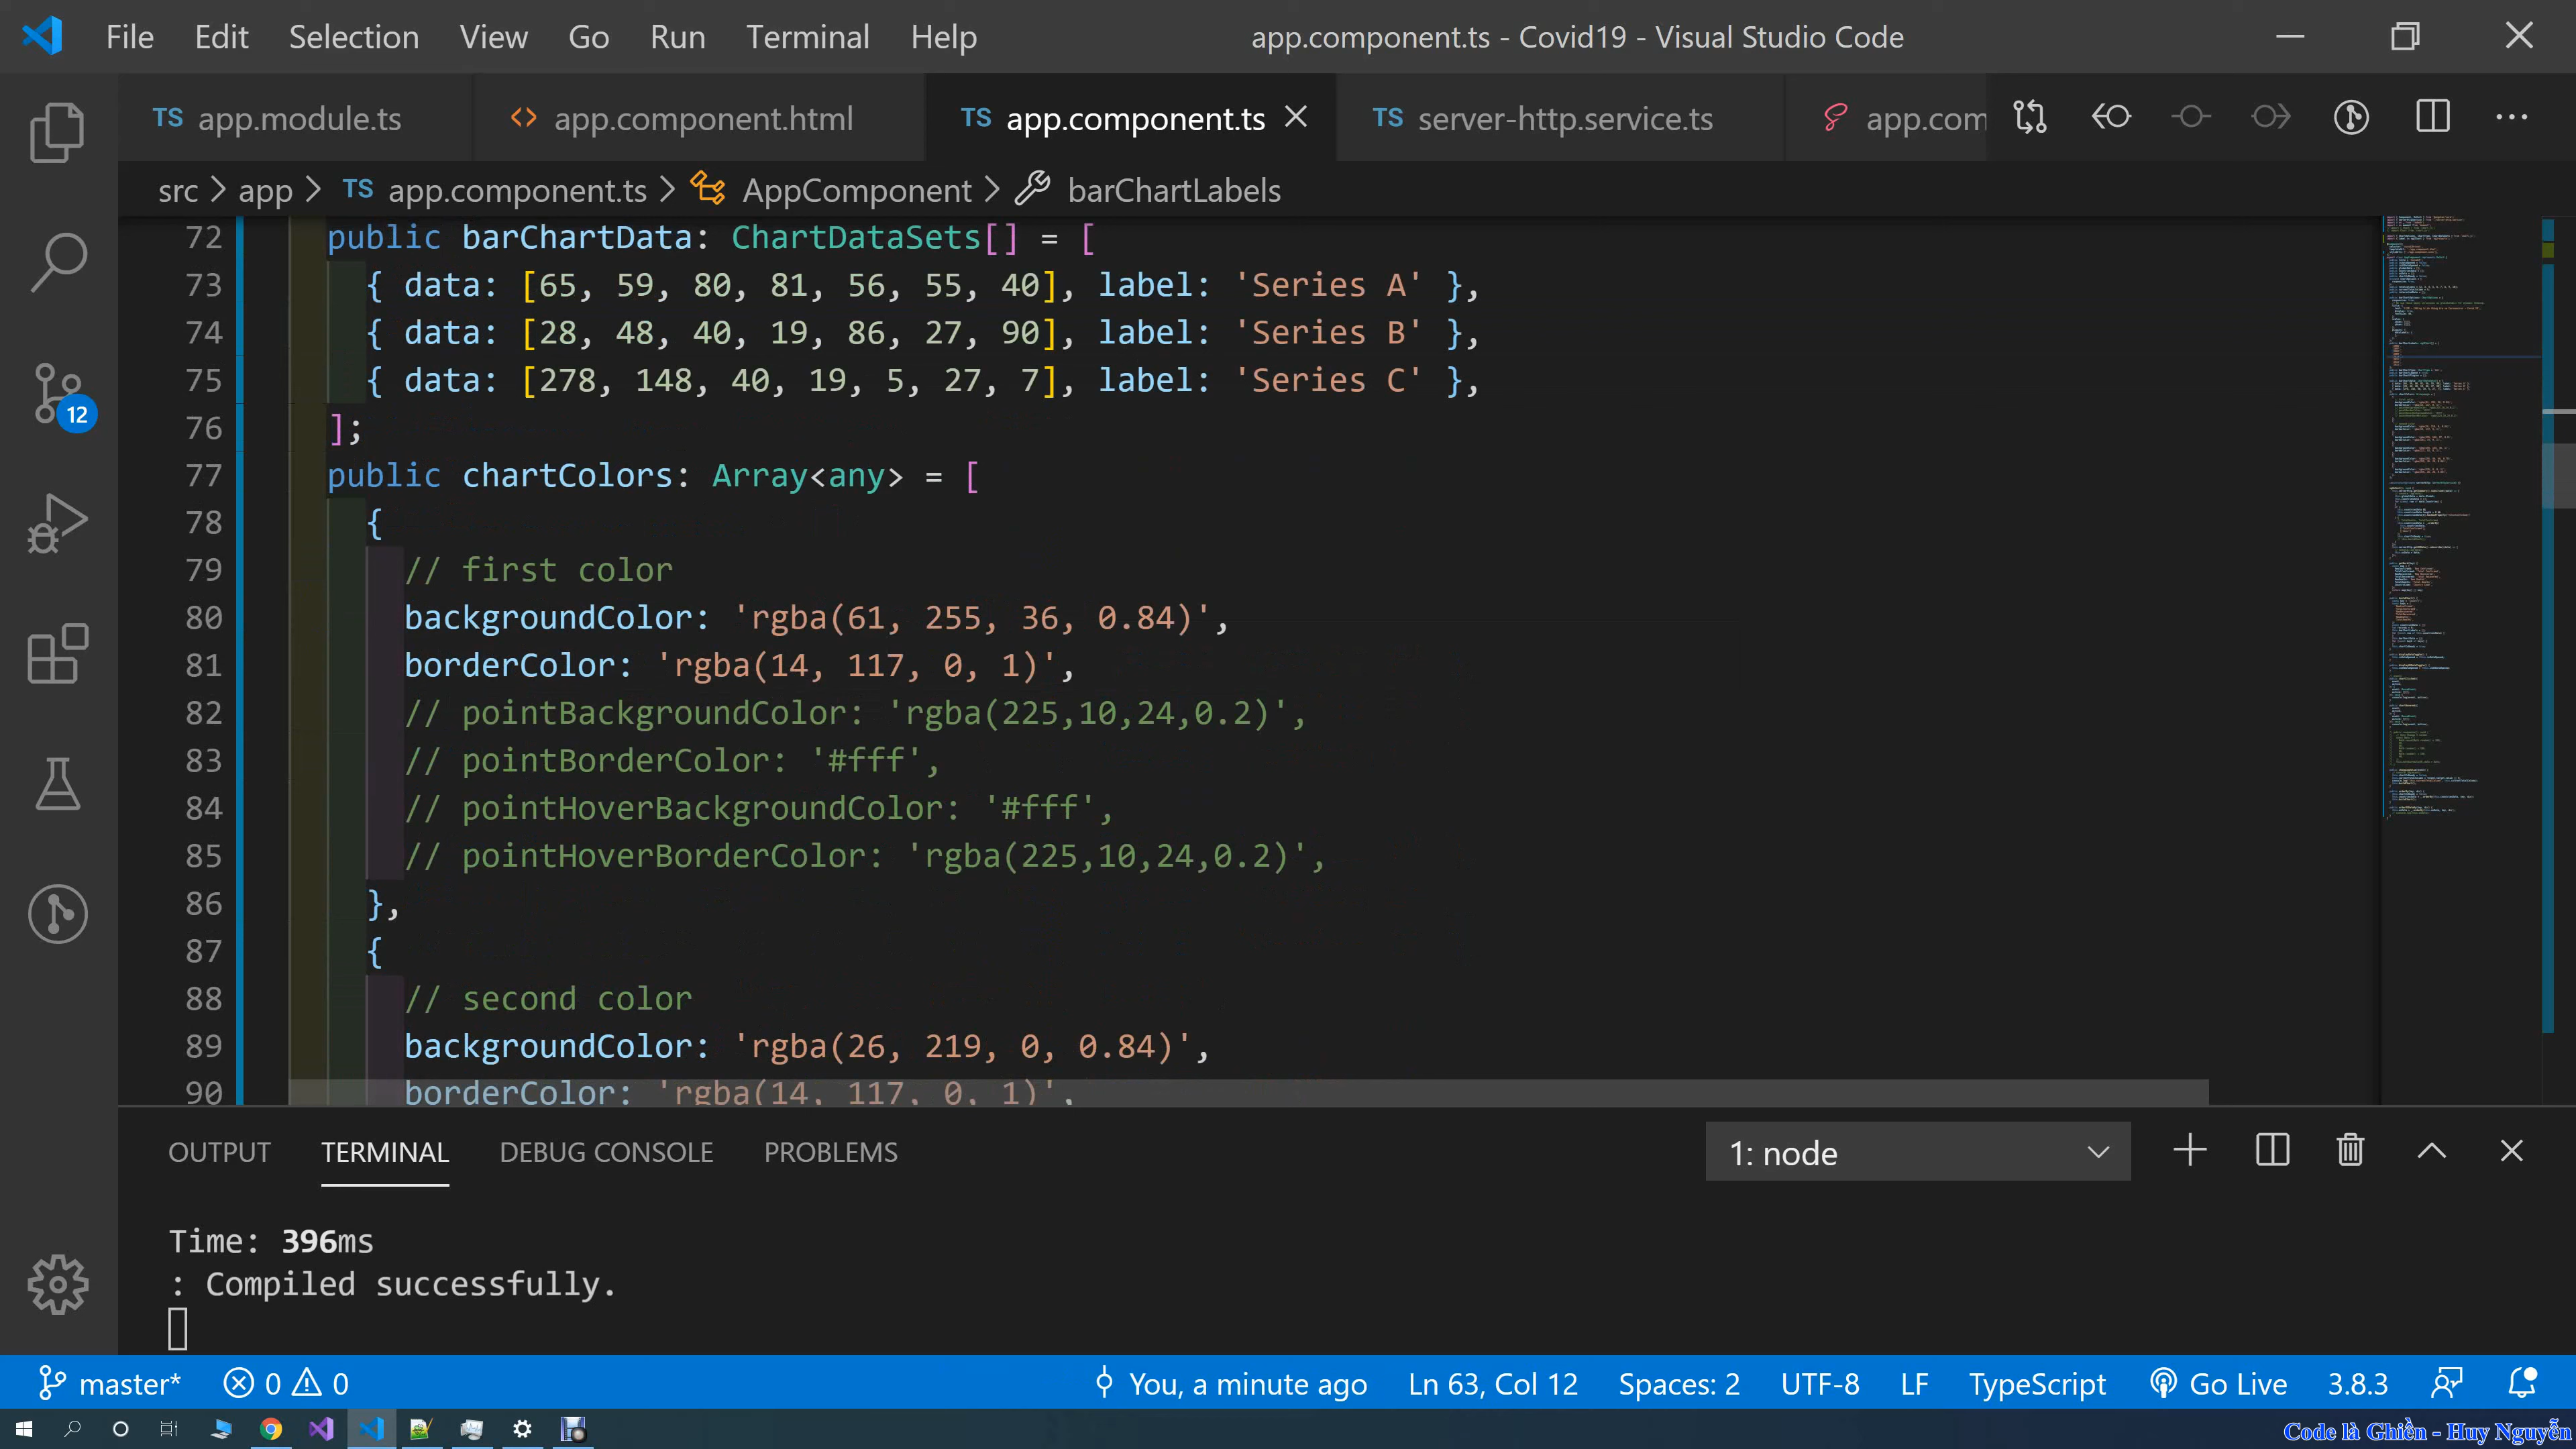 File Edit Selection View Go Run Terminal Help app.component.ts - Covid19 - Visual Studio Code
TS app.module.ts <> app.component.html TS app.component.ts TS server-http.service.ts app.com
src > app > TS app.component.ts > AppComponent > barChartLabels
72 public barChartData: ChartDataSets[] = [
73 { data: [65, 59, 80, 81, 56, 55, 40], label: 'Series A' },
74 { data: [28, 48, 40, 19, 86, 27, 90], label: 'Series B' },
75 { data: [278, 148, 40, 19, 5, 27, 7], label: 'Series C' },
76 ];
77 public chartColors: Array<any> = [
78 {
79 // first color
80 backgroundColor: 'rgba(61, 255, 36, 0.84)',
81 borderColor: 'rgba(14, 117, 0, 1)',
82 // pointBackgroundColor: 'rgba(225,10,24,0.2)',
83 // pointBorderColor: '#fff',
84 // pointHoverBackgroundColor: '#fff',
85 // pointHoverBorderColor: 'rgba(225,10,24,0.2)',
86 },
87 {
88 // second color
89 backgroundColor: 'rgba(26, 219, 0, 0.84)',
90 borderColor: 'rgba(14, 117, 0, 1)',
12
OUTPUT TERMINAL DEBUG CONSOLE PROBLEMS 1: node
Time: 396ms
: Compiled successfully.
master* 0 0 You, a minute ago Ln 63, Col 12 Spaces: 2 UTF-8 LF TypeScript Go Live 3.8.3
Code là Ghiền - Huy Nguyễn